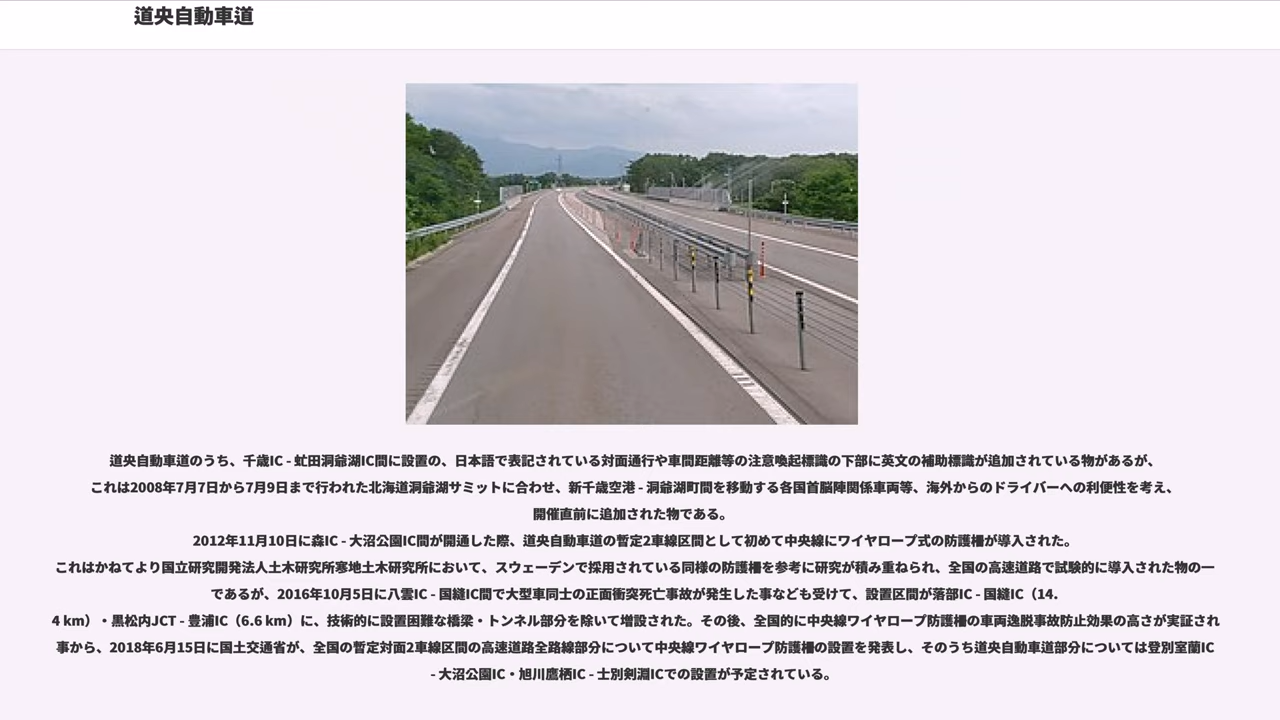 道央自動車道
道央自動車道のうち、千歳IC - 虻田洞爺湖IC間に設置の、日本語で表記されている対面通行や車間距離等の注意喚起標識の下部に英文の補助標識が追加されている物があるが、
これは2008年7月7日から7月9日まで行われた北海道洞爺湖サミットに合わせ、新千歳空港 - 洞爺湖町間を移動する各国首脳陣関係車両等、海外からのドライバーへの利便性を考え、
開催直前に追加された物である。
2012年11月10日に森IC - 大沼公園IC間が開通した際、道央自動車道の暫定2車線区間として初めて中央線にワイヤロープ式の防護柵が導入された。
これはかねてより国立研究開発法人土木研究所寒地土木研究所において、スウェーデンで採用されている同様の防護柵を参考に研究が積み重ねられ、全国の高速道路で試験的に導入された物の一
であるが、2016年10月5日に八雲IC - 国縫IC間で大型車同士の正面衝突死亡事故が発生した事なども受けて、設置区間が落部IC - 国縫IC（14.
4 km）・黒松内JCT - 豊浦IC（6.6 km）に、技術的に設置困難な橋梁・トンネル部分を除いて増設された。その後、全国的に中央線ワイヤロープ防護柵の車両逸脱事故防止効果の高さが実証され
事から、2018年6月15日に国土交通省が、全国の暫定対面2車線区間の高速道路全路線部分について中央線ワイヤロープ防護柵の設置を発表し、そのうち道央自動車道部分については登別室蘭IC
- 大沼公園IC・旭川鷹栖IC - 士別剣淵ICでの設置が予定されている。